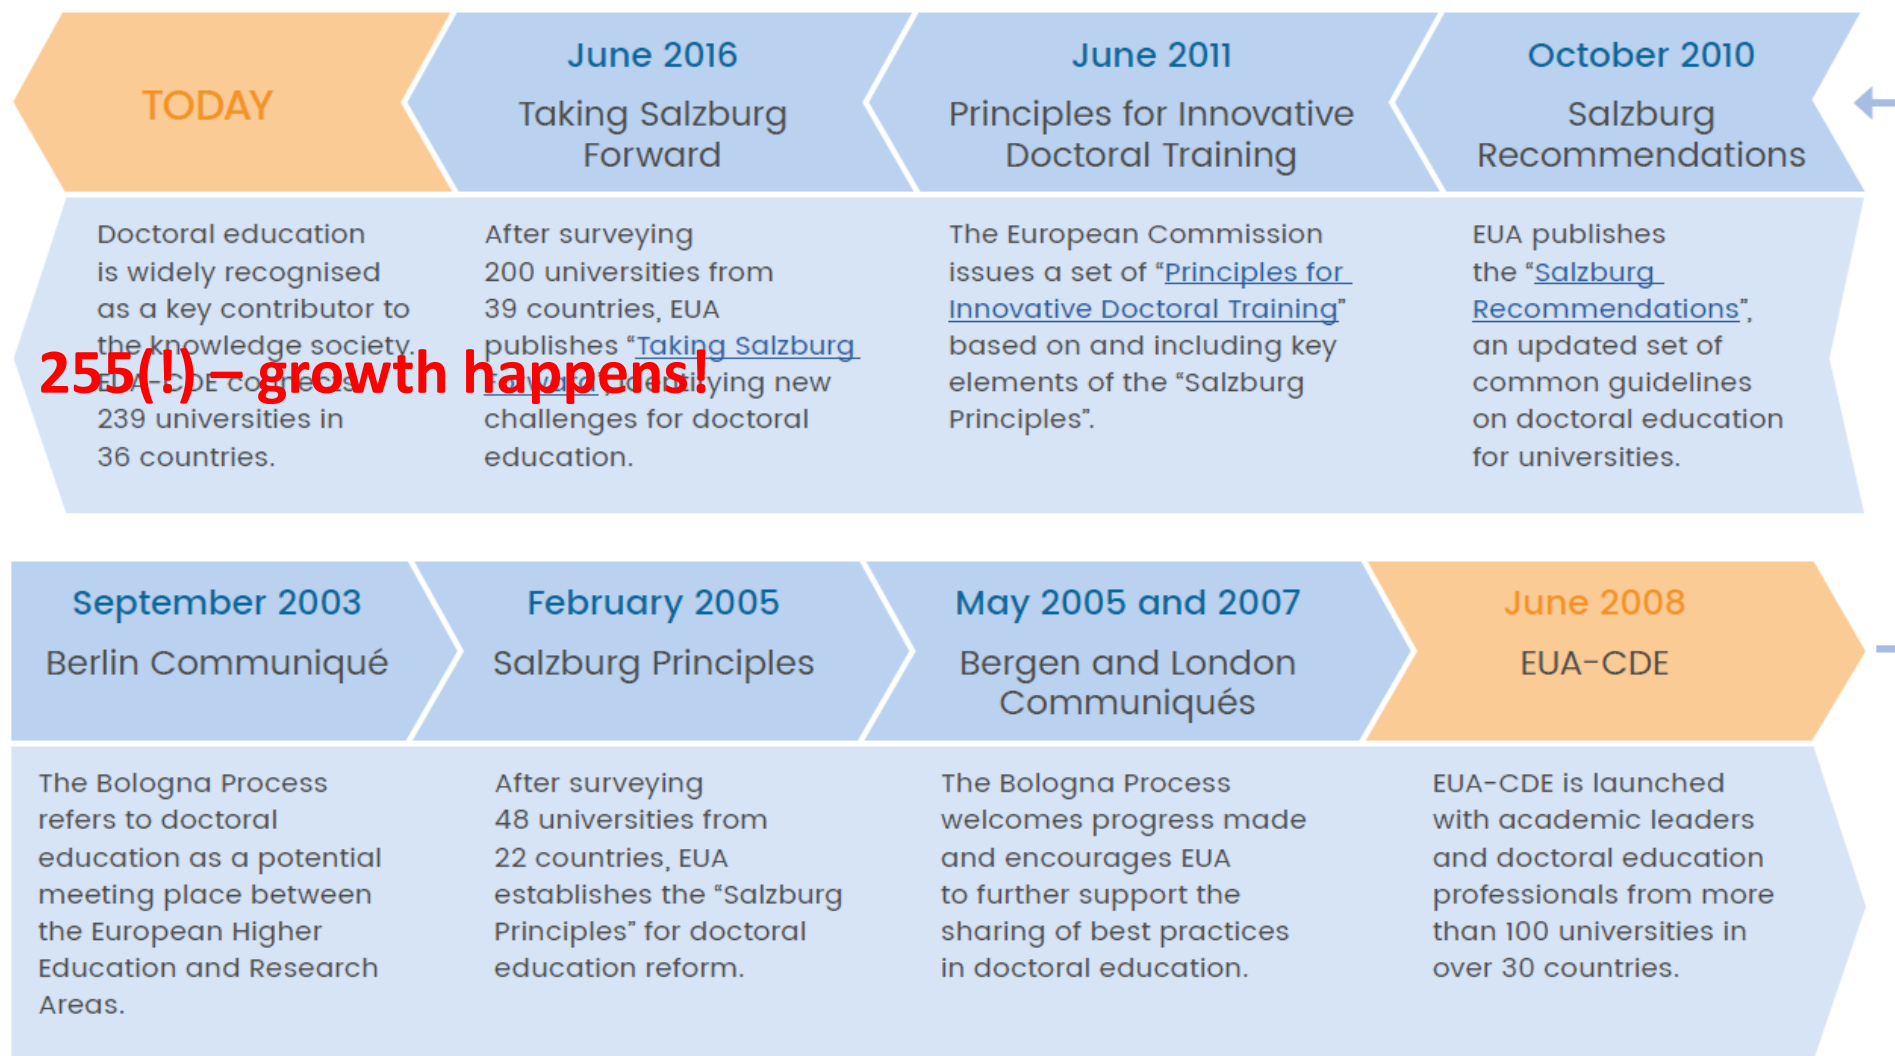 TODAY
Doctoral education
is widely recognised
as a key contributor to
the knowledge society.
EUA-CDE connects
239 universities in
36 countries.
255(!) – growth happens!
June 2016
Taking Salzburg
Forward
After surveying
200 universities from
39 countries, EUA
publishes “Taking Salzburg
Forward”, identifying new
challenges for doctoral
education.
June 2011
Principles for Innovative
Doctoral Training
The European Commission
issues a set of “Principles for
Innovative Doctoral Training”
based on and including key
elements of the “Salzburg
Principles”.
October 2010
Salzburg
Recommendations
EUA publishes
the “Salzburg
Recommendations”,
an updated set of
common guidelines
on doctoral education
for universities.
September 2003
Berlin Communiqué
The Bologna Process
refers to doctoral
education as a potential
meeting place between
the European Higher
Education and Research
Areas.
February 2005
Salzburg Principles
After surveying
48 universities from
22 countries, EUA
establishes the “Salzburg
Principles” for doctoral
education reform.
May 2005 and 2007
Bergen and London
Communiqués
The Bologna Process
welcomes progress made
and encourages EUA
to further support the
sharing of best practices
in doctoral education.
June 2008
EUA-CDE
EUA-CDE is launched
with academic leaders
and doctoral education
professionals from more
than 100 universities in
over 30 countries.